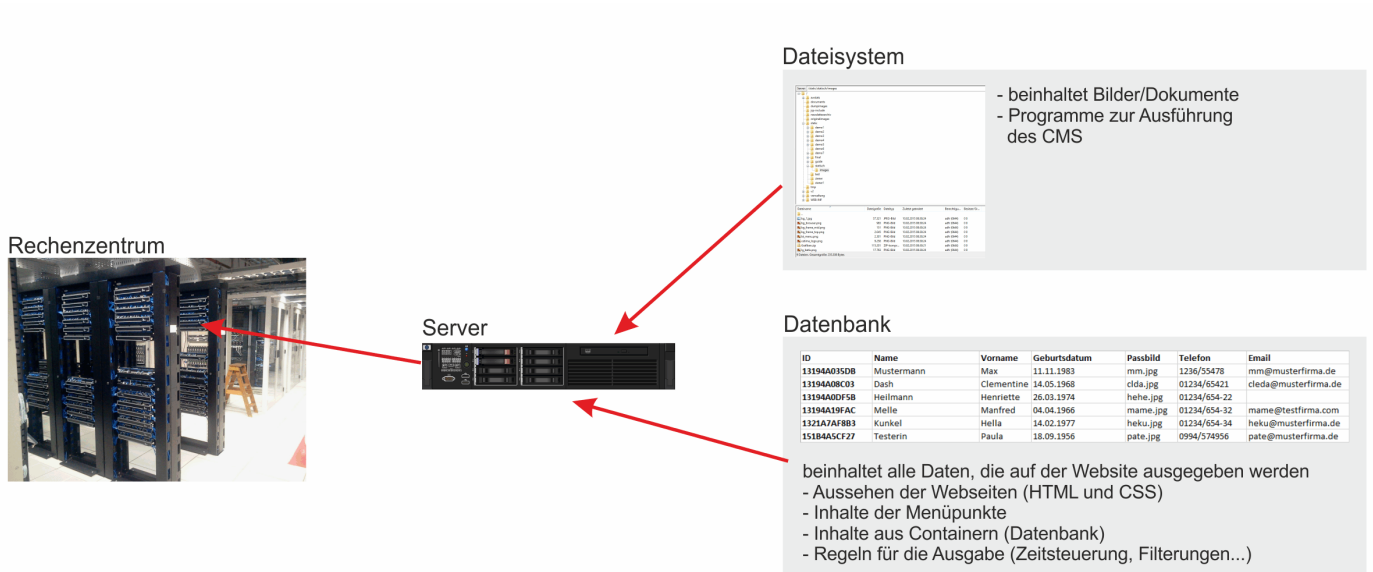 Dateisystem
- beinhaltet Bilder/Dokumente
- Programme zur Ausführung
des CMS
Rechenzentrum
Server
Datenbank
ID Name Vorname Geburtsdatum Passbild Telefon Email
13194A035DB Mustermann Max 11.11.1983 mm.jpg 1236/55478 mm@musterfirma.de
13194A08C03 Dash Clementine 14.05.1968 clda.jpg 01234/65421 cleda@musterfirma.de
13194A0DF5B Heilmann Henriette 26.03.1974 hehe.jpg 01234/654-22
13194A19FAC Melle Manfred 04.04.1966 mame.jpg 01234/654-32 mame@testfirma.com
1321A7AF8B3 Kunkel Hella 14.02.1977 heku.jpg 01234/654-34 heku@musterfirma.de
151B4A5CF27 Testerin Paula 18.09.1956 pate.jpg 0994/574956 pate@musterfirma.de
beinhaltet alle Daten, die auf der Website ausgegeben werden
- Aussehen der Webseiten (HTML und CSS)
- Inhalte der Menüpunkte
- Inhalte aus Containern (Datenbank)
- Regeln für die Ausgabe (Zeitsteuerung, Filterungen...)